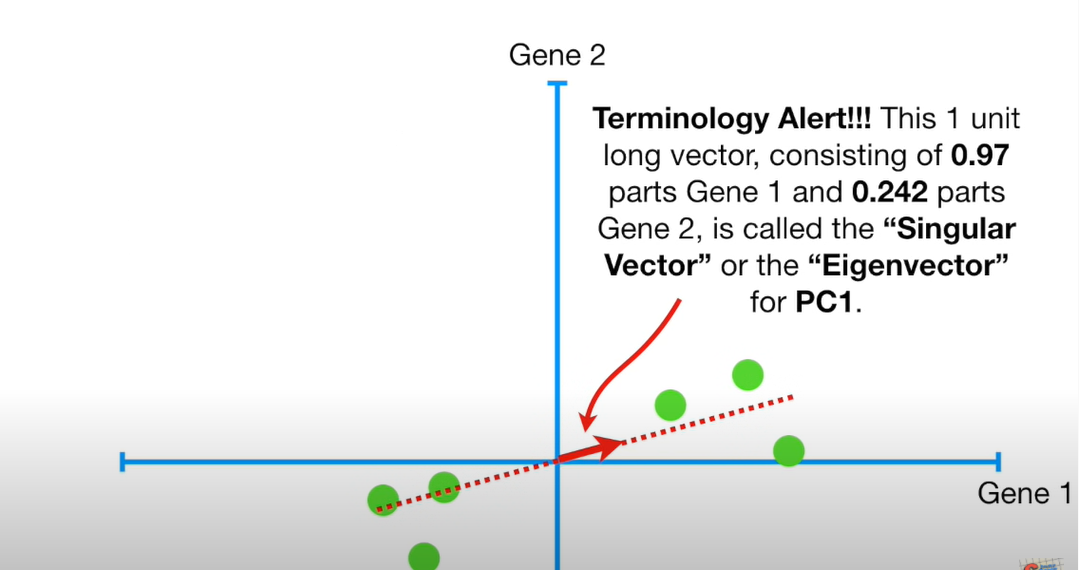 Gene 2
Terminology Alert!!! This 1 unit
long vector, consisting of 0.97
parts Gene 1 and 0.242 parts
Gene 2, is called the “Singular
Vector” or the “Eigenvector”
for PC1.
Gene 1